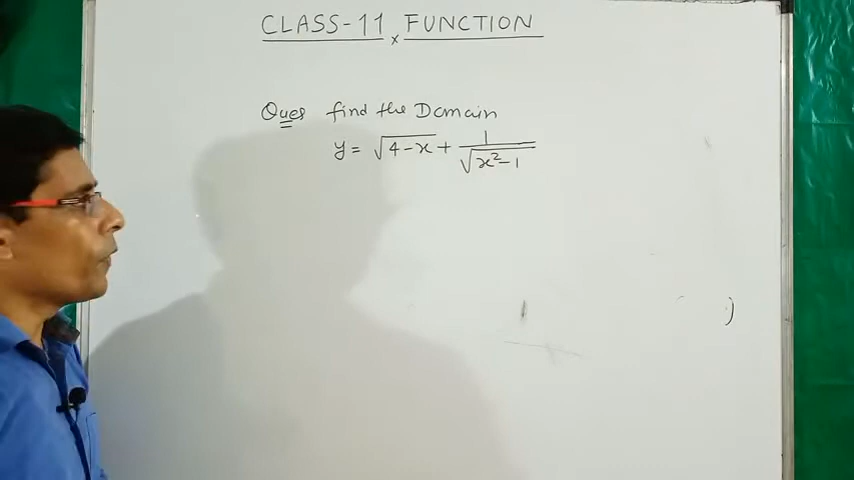 CLASS-11 x FUNCTION
Ques find the Domain
y = √4-x + 1/√x²-1
)